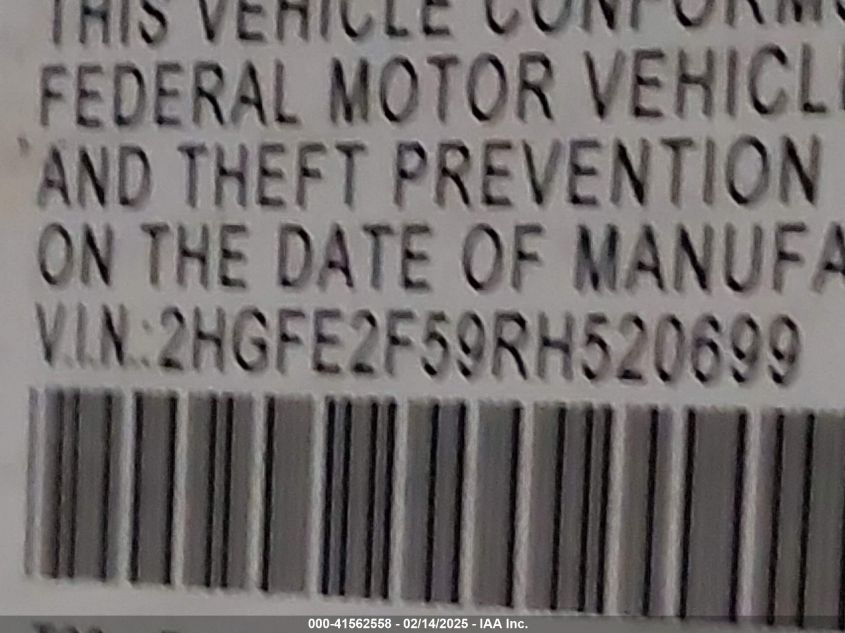 THIS VEHICLE CONFORMS
FEDERAL MOTOR VEHICL
AND THEFT PREVENTION
ON THE DATE OF MANUFA
V.I.N.:2HGFE2F59RH520699
000-41562558 - 02/14/2025 - IAA Inc.